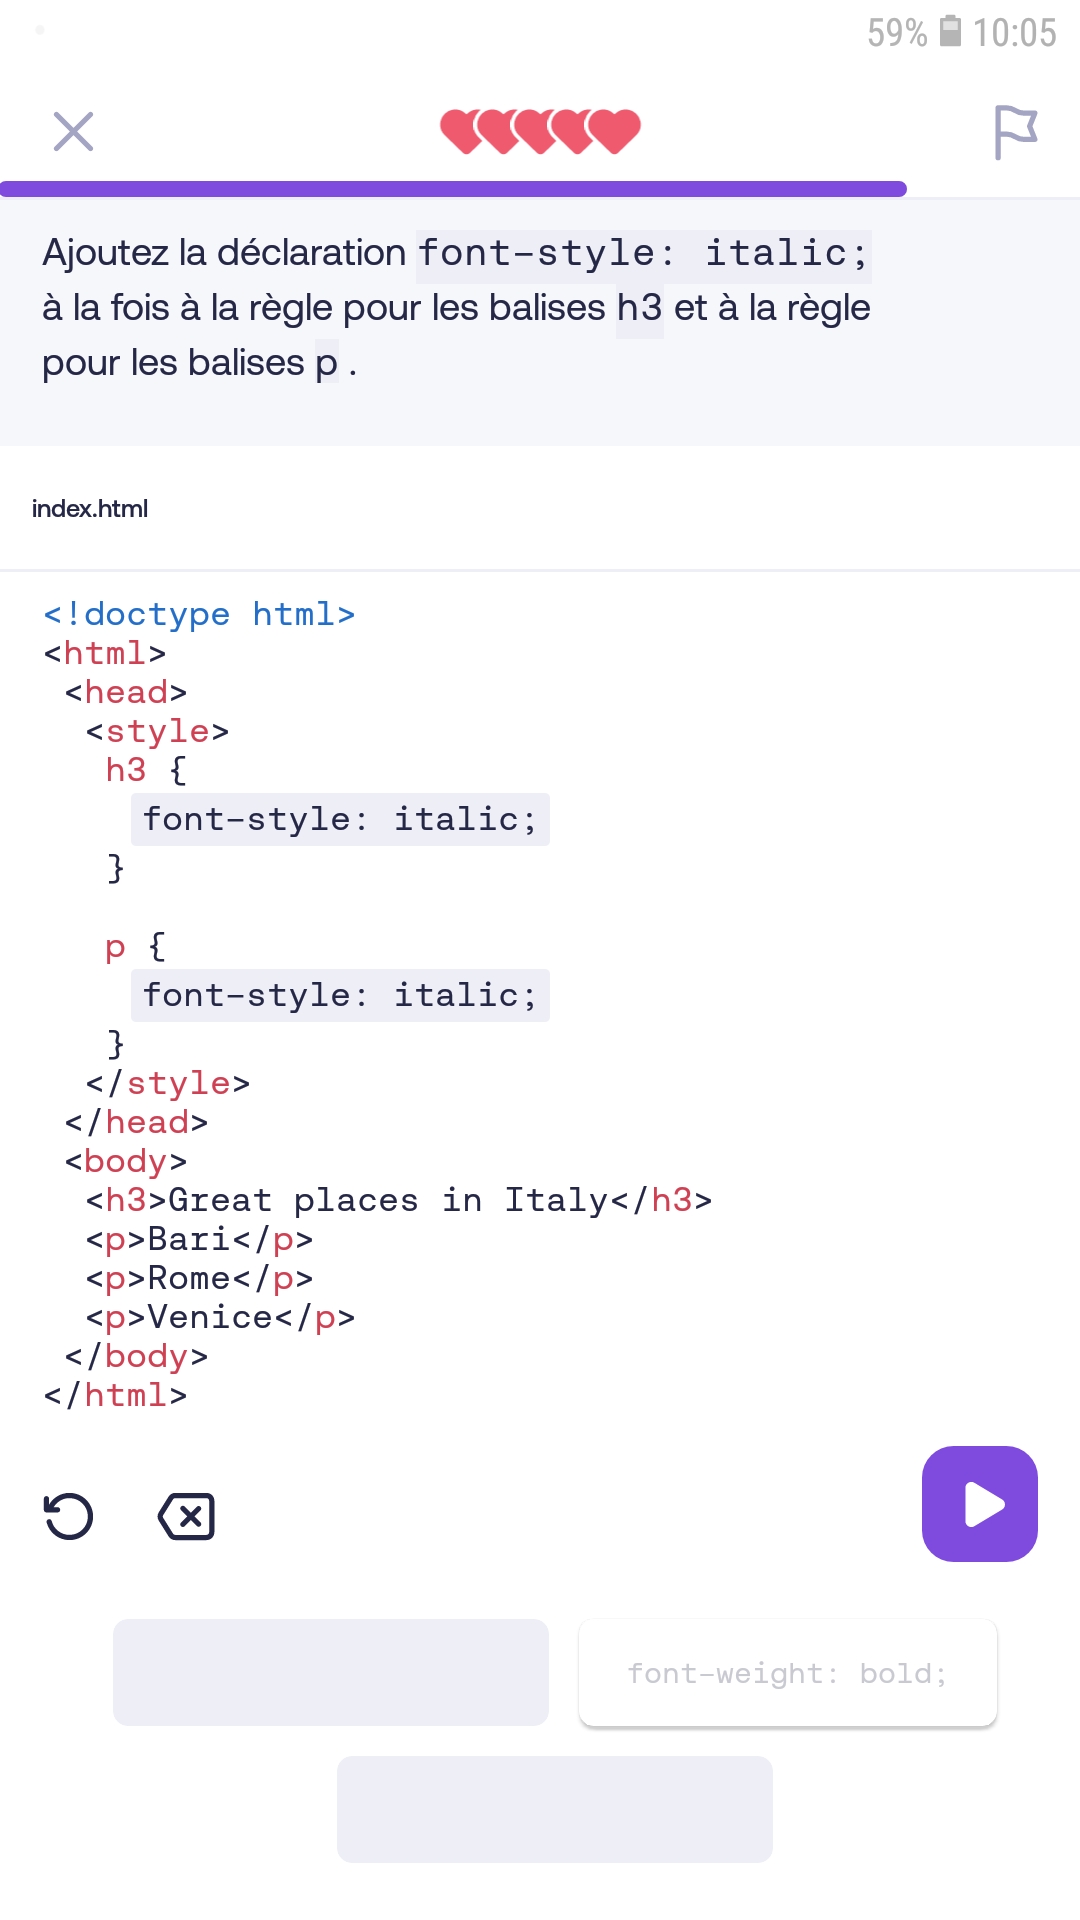 59% 10:05
Ajoutez la déclaration font-style: italic;
à la fois à la règle pour les balises h3 et à la règle
pour les balises p .
index.html
<!doctype html>
<html>
<head>
<style>
h3 {
font-style: italic;
}
p {
font-style: italic;
}
</style>
</head>
<body>
<h3>Great places in Italy</h3>
<p>Bari</p>
<p>Rome</p>
<p>Venice</p>
</body>
</html>
font-weight: bold;